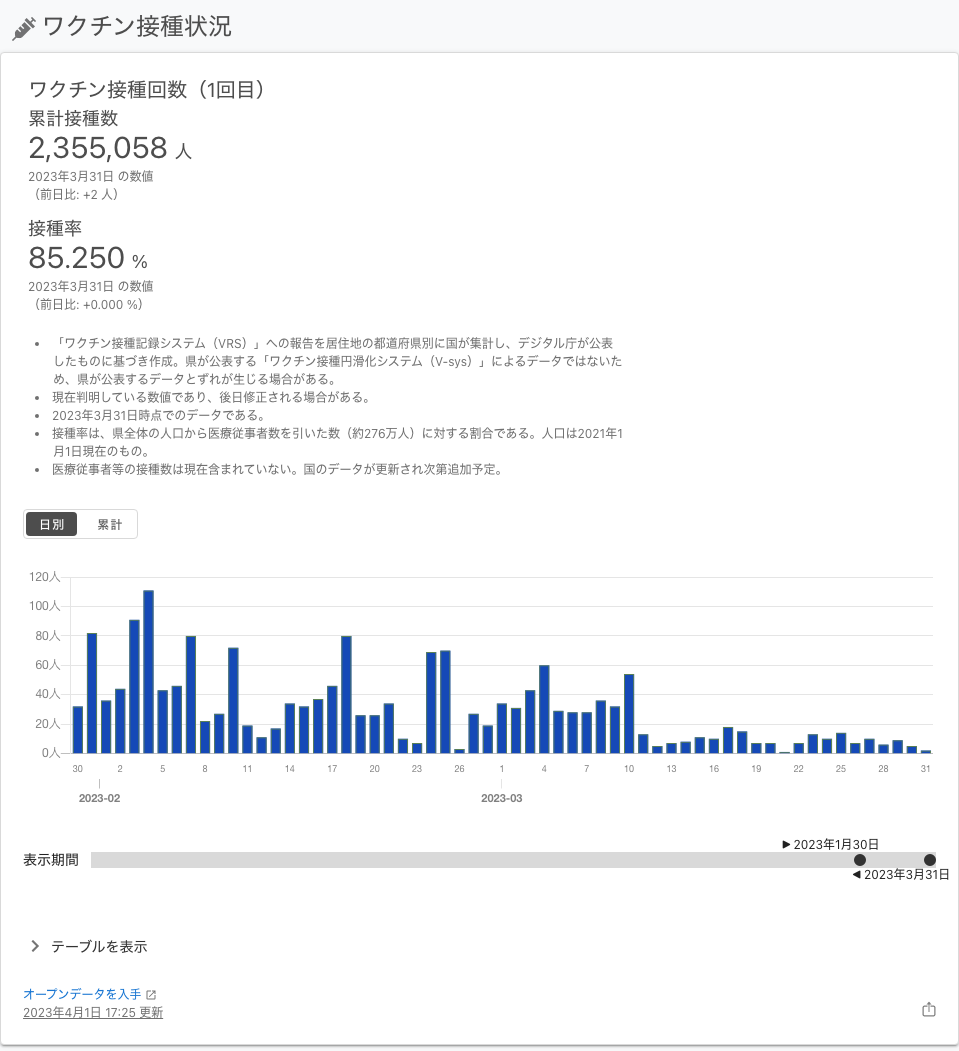 ワクチン接種状況
ワクチン接種回数（1回目）
累計接種数
2,355,058 人
2023年3月31日 の数値
（前日比: +2 人）
接種率
85.250 %
2023年3月31日 の数値
（前日比: +0.000 %）
• 「ワクチン接種記録システム（VRS）」への報告を居住地の都道府県別に国が集計し、デジタル庁が公表
したものに基づき作成。県が公表する「ワクチン接種円滑化システム（V-sys）」によるデータではないた
め、県が公表するデータとずれが生じる場合がある。
• 現在判明している数値であり、後日修正される場合がある。
• 2023年3月31日時点でのデータである。
• 接種率は、県全体の人口から医療従事者数を引いた数（約276万人）に対する割合である。人口は2021年1
月1日現在のもの。
• 医療従事者等の接種数は現在含まれていない。国のデータが更新され次第追加予定。
日別 累計
120人
100人
80人
60人
40人
20人
0人
30 2 5 8 11 14 17 20 23 26 1 4 7 10 13 16 19 22 25 28 31
2023-02 2023-03
▶ 2023年1月30日
表示期間
◀ 2023年3月31日
テーブルを表示
オープンデータを入手
2023年4月1日 17:25 更新